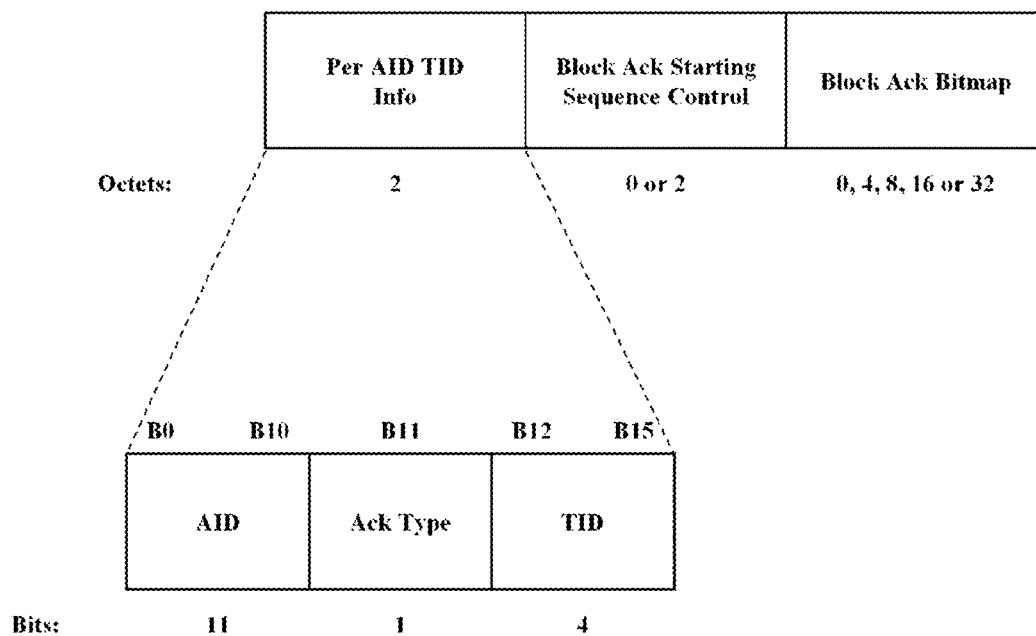 Per AID TID
Info
Block Ack Starting
Sequence Control
Block Ack Bitmap
Octets: 2 0 or 2 0, 4, 8, 16 or 32
B0 B10 B11 B12 B15
AID Ack Type TID
Bits: 11 1 4